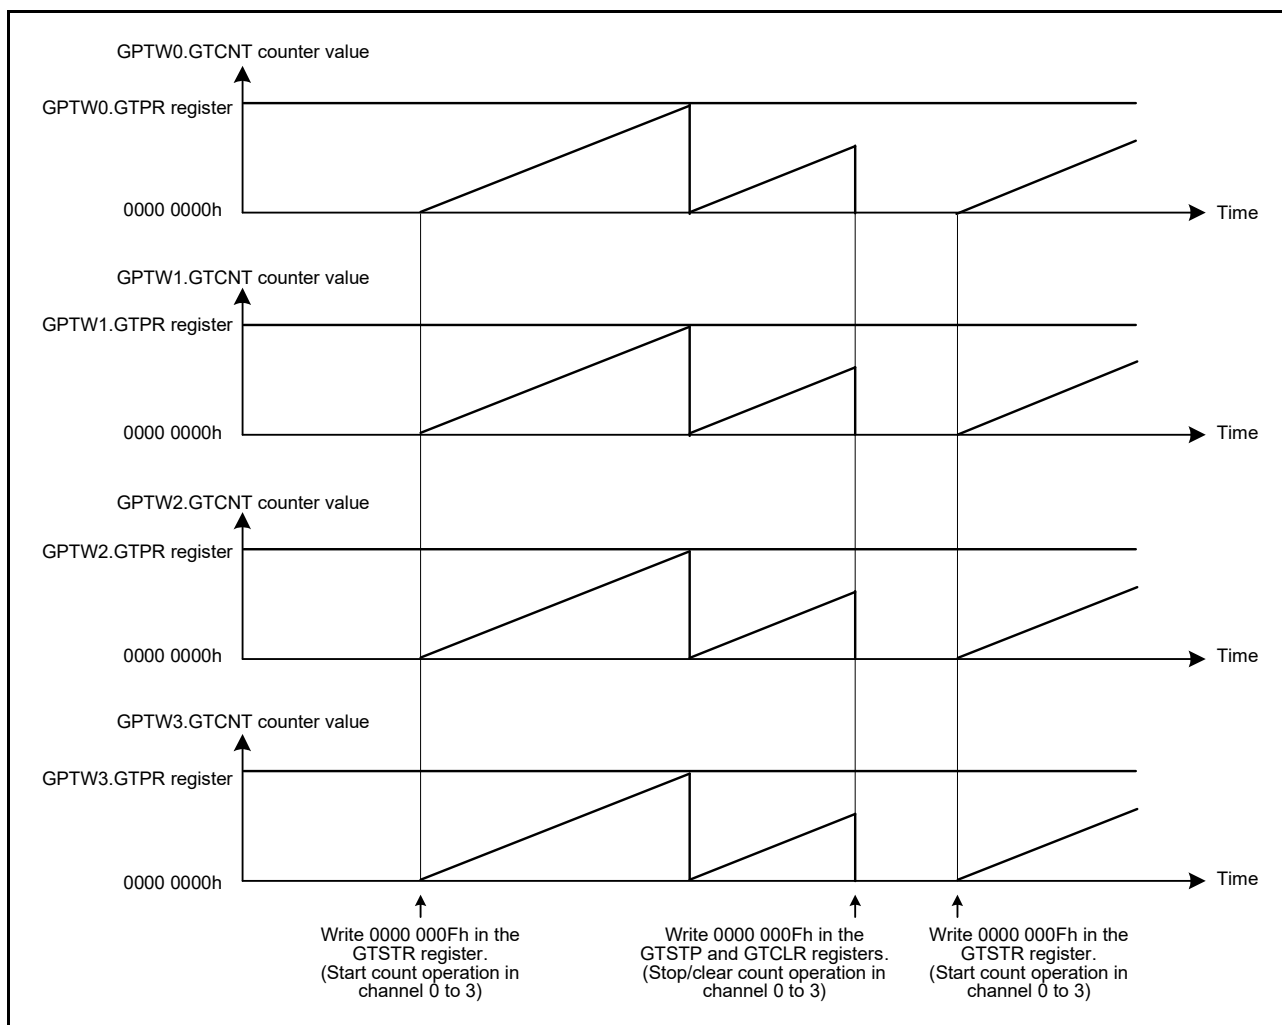 GPTW0.GTCNT counter value
GPTW0.GTPR register
0000 0000h
Time
GPTW1.GTCNT counter value
GPTW1.GTPR register
0000 0000h
Time
GPTW2.GTCNT counter value
GPTW2.GTPR register
0000 0000h
Time
GPTW3.GTCNT counter value
GPTW3.GTPR register
0000 0000h
Time
Write 0000 000Fh in the
GTSTR register.
(Start count operation in
channel 0 to 3)
Write 0000 000Fh in the
GTSTP and GTCLR registers.
(Stop/clear count operation in
channel 0 to 3)
Write 0000 000Fh in the
GTSTR register.
(Start count operation in
channel 0 to 3)